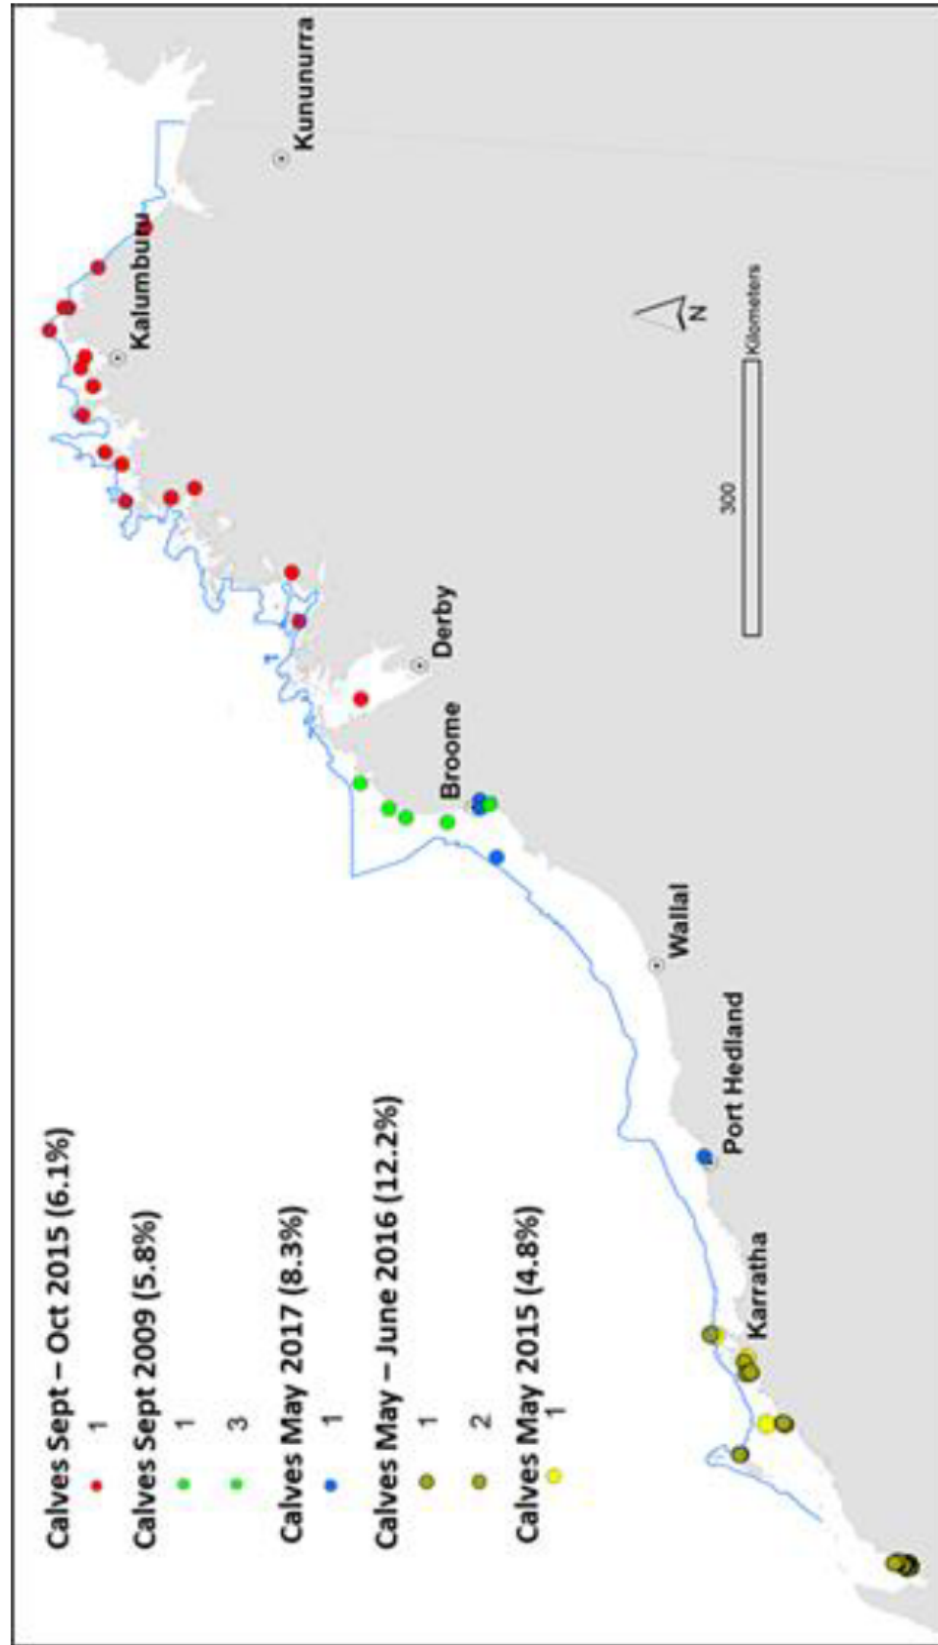 Calves Sept – Oct 2015 (6.1%)
1
Calves Sept 2009 (5.8%)
1
3
Calves May 2017 (8.3%)
1
Calves May – June 2016 (12.2%)
1
2
Calves May 2015 (4.8%)
1
Kalumburu
Kununurra
Derby
Broome
Wallal
Port Hedland
Karratha
N
300
Kilometers